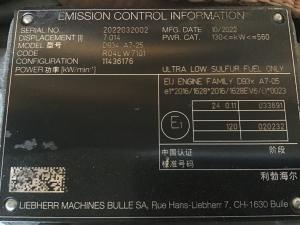 EMISSION CONTROL INFORMATION
SERIAL NO. 2022032002 MFG. DATE 10/2022
DISPLACEMENT [l] 7.014 PWR. CAT. 130<=kW<=560
MODEL 型号 D934 A7-25
CODE R04LW7101
CONFIGURATION 11436176
POWER 功率 [kW/min⁻¹] ULTRA LOW SULFUR FUEL ONLY
EU ENGINE FAMILY D93x A7-25
e1*2016/1628*2016/1628EV6/D*0023
E1 24 0.11 033691
120 020232
中国认证
标准号码
利勃海尔
LIEBHERR MACHINES BULLE SA, Rue Hans-Liebherr 7, CH-1630 Bulle